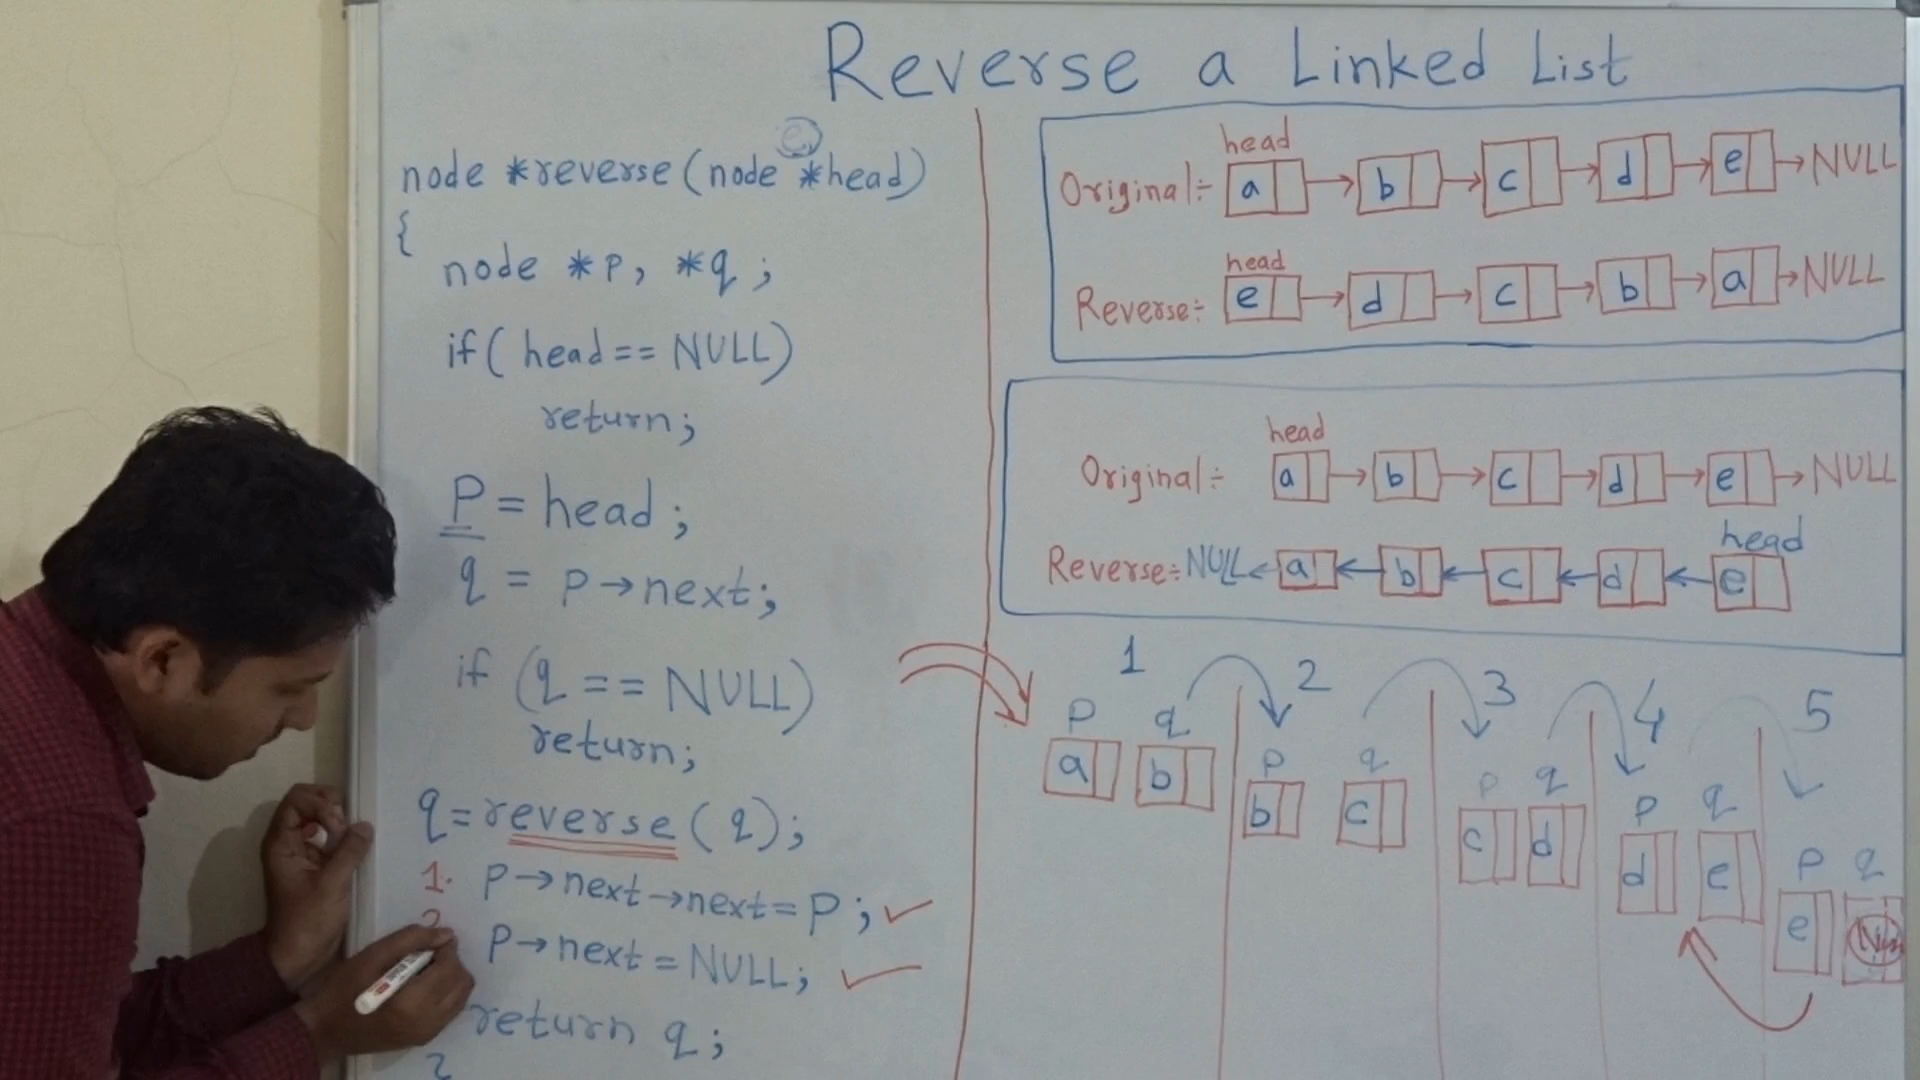 Reverse a Linked List
e
node *reverse(node *head)
{
node *p, *q;
if( head== NULL)
return;
P = head;
q = p→next;
if (q == NULL)
return;
q=reverse(q);
1. p→next→next=P;
2
p→next=NULL;
return q;
head
Original:- a b c d e NULL
head
Reverse:- e d c b a NULL
head
Original:- a b c d e NULL
head
Reverse:- NULL a b c d e
1 2 3 4 5
p q
a b
p q
b c
p q
c d
p q
d e
p q
e